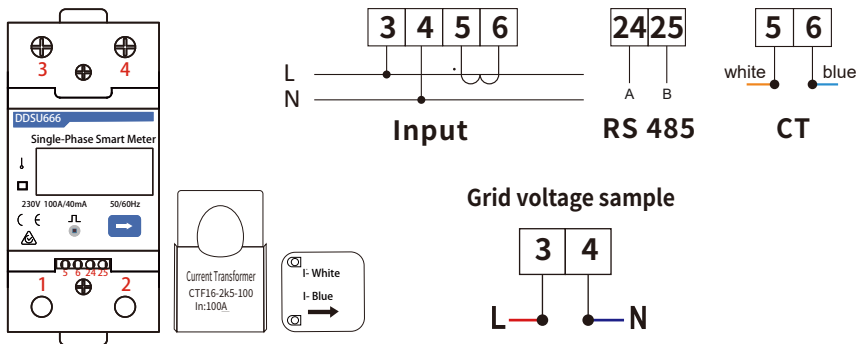 3 4
DDSU666
Single-Phase Smart Meter
230V 100A/40mA 50/60Hz
CE
5 6 24 25
1 2
Current Transformer
CTF16-2k5-100
In:100A
I- White
I- Blue
3 4 5 6
L
N
Input
24 25
A B
RS 485
5 6
white blue
CT
Grid voltage sample
3 4
L N